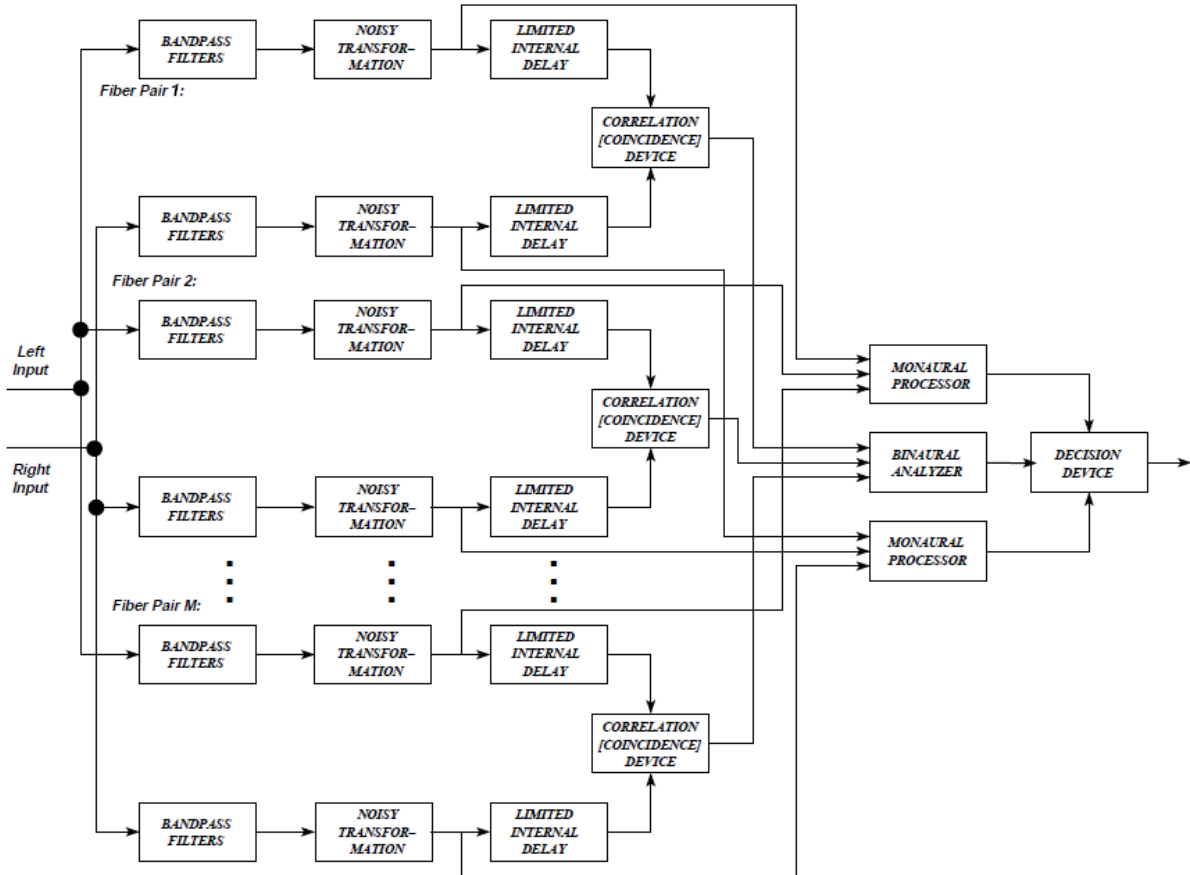 BANDPASS
FILTERS
NOISY
TRANSFOR-
MATION
LIMITED
INTERNAL
DELAY
Fiber Pair 1:
CORRELATION
[COINCIDENCE]
DEVICE
BANDPASS
FILTERS
NOISY
TRANSFOR-
MATION
LIMITED
INTERNAL
DELAY
Fiber Pair 2:
BANDPASS
FILTERS
NOISY
TRANSFOR-
MATION
LIMITED
INTERNAL
DELAY
Left
Input
MONAURAL
PROCESSOR
CORRELATION
[COINCIDENCE]
DEVICE
Right
Input
BINAURAL
ANALYZER
DECISION
DEVICE
BANDPASS
FILTERS
NOISY
TRANSFOR-
MATION
LIMITED
INTERNAL
DELAY
MONAURAL
PROCESSOR
Fiber Pair M:
BANDPASS
FILTERS
NOISY
TRANSFOR-
MATION
LIMITED
INTERNAL
DELAY
CORRELATION
[COINCIDENCE]
DEVICE
BANDPASS
FILTERS
NOISY
TRANSFOR-
MATION
LIMITED
INTERNAL
DELAY